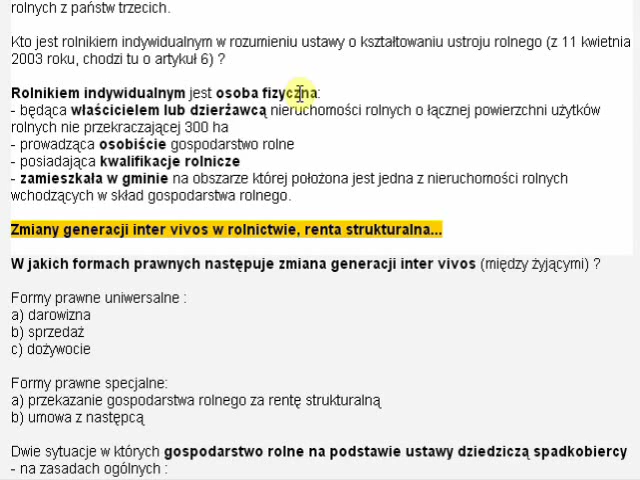 rolnych z państw trzecich.
Kto jest rolnikiem indywidualnym w rozumieniu ustawy o kształtowaniu ustroju rolnego (z 11 kwietnia
2003 roku, chodzi tu o artykuł 6) ?
Rolnikiem indywidualnym jest osoba fizyczna:
- będąca właścicielem lub dzierżawcą nieruchomości rolnych o łącznej powierzchni użytków
rolnych nie przekraczającej 300 ha
- prowadząca osobiście gospodarstwo rolne
- posiadająca kwalifikacje rolnicze
- zamieszkała w gminie na obszarze której położona jest jedna z nieruchomości rolnych
wchodzących w skład gospodarstwa rolnego.
Zmiany generacji inter vivos w rolnictwie, renta strukturalna...
W jakich formach prawnych następuje zmiana generacji inter vivos (między żyjącymi) ?
Formy prawne uniwersalne :
a) darowizna
b) sprzedaż
c) dożywocie
Formy prawne specjalne:
a) przekazanie gospodarstwa rolnego za rentę strukturalną
b) umowa z następcą
Dwie sytuacje w których gospodarstwo rolne na podstawie ustawy dziedziczą spadkobiercy
- na zasadach ogólnych :